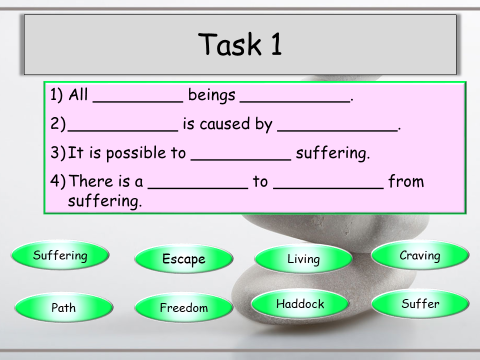 Task 1
1) All _________ beings ___________.
2)___________ is caused by ____________.
3)It is possible to __________ suffering.
4)There is a __________ to ___________ from
suffering.
Suffering Escape Living Craving
Path Freedom Haddock Suffer